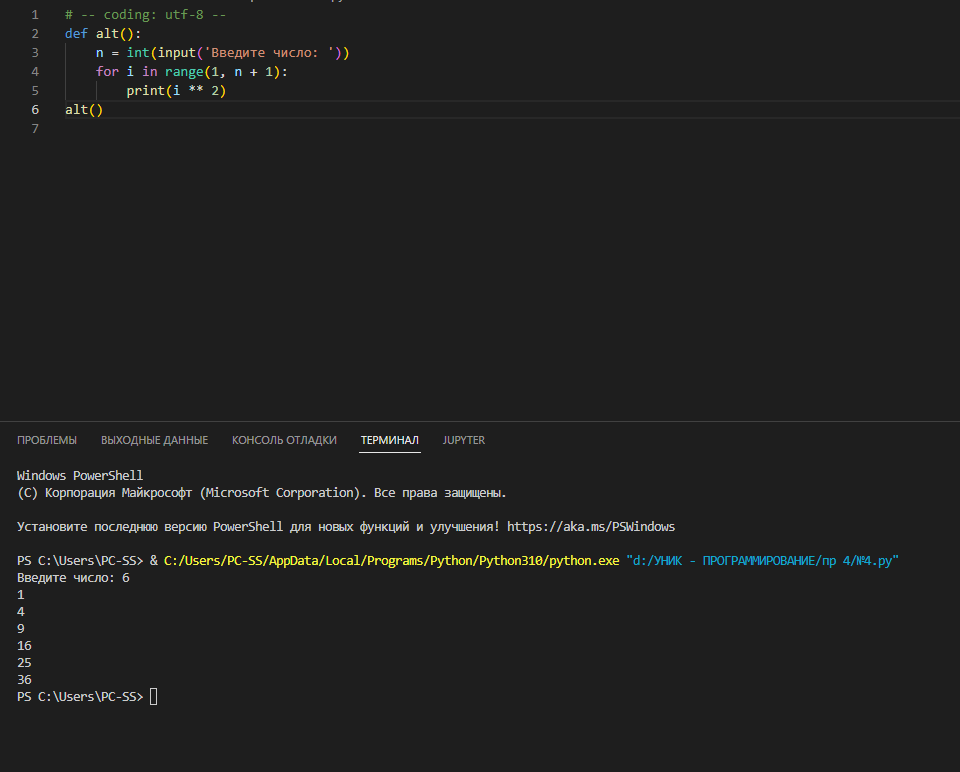 1 # -- coding: utf-8 --
2 def alt():
3 n = int(input('Введите число: '))
4 for i in range(1, n + 1):
5 print(i ** 2)
6 alt()
7
ПРОБЛЕМЫ ВЫХОДНЫЕ ДАННЫЕ КОНСОЛЬ ОТЛАДКИ ТЕРМИНАЛ JUPYTER
Windows PowerShell
(C) Корпорация Майкрософт (Microsoft Corporation). Все права защищены.
Установите последнюю версию PowerShell для новых функций и улучшения! https://aka.ms/PSWindows
PS C:\Users\PC-SS> & C:/Users/PC-SS/AppData/Local/Programs/Python/Python310/python.exe "d:/УНИК - ПРОГРАММИРОВАНИЕ/пр 4/№4.py"
Введите число: 6
1
4
9
16
25
36
PS C:\Users\PC-SS>